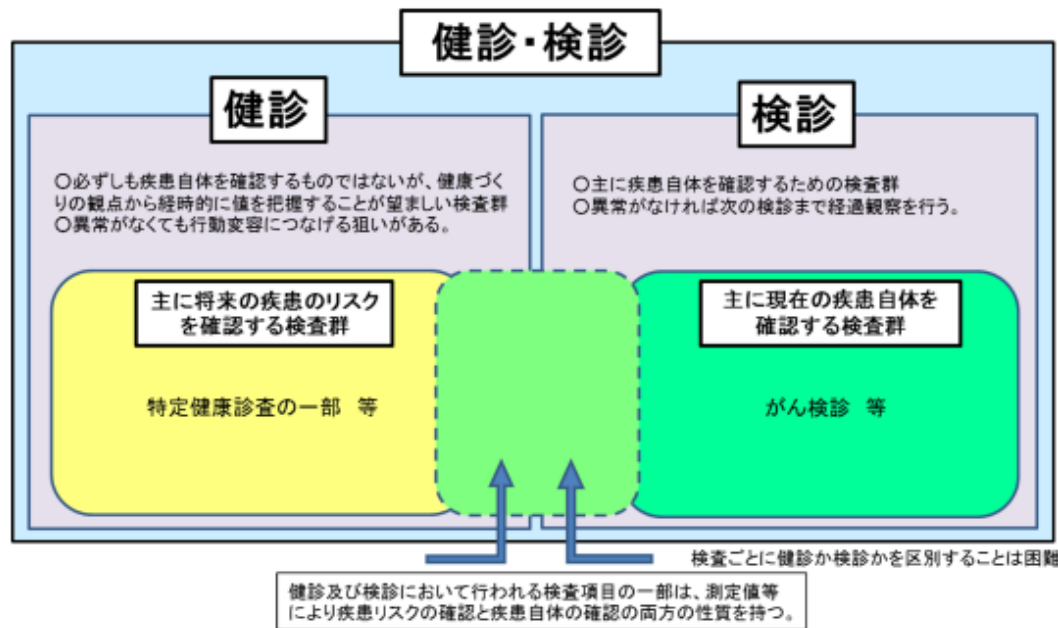 健診・検診
健診
○必ずしも疾患自体を確認するものではないが、健康づく
りの観点から経時的に値を把握することが望ましい検査群
○異常がなくても行動変容につなげる狙いがある。
主に将来の疾患のリスク
を確認する検査群
特定健康診査の一部 等
検診
○主に疾患自体を確認するための検査群
○異常がなければ次の検診まで経過観察を行う。
主に現在の疾患自体を
確認する検査群
がん検診 等
検査ごとに健診か検診かを区別することは困難
健診及び検診において行われる検査項目の一部は、測定値等
により疾患リスクの確認と疾患自体の確認の両方の性質を持つ。